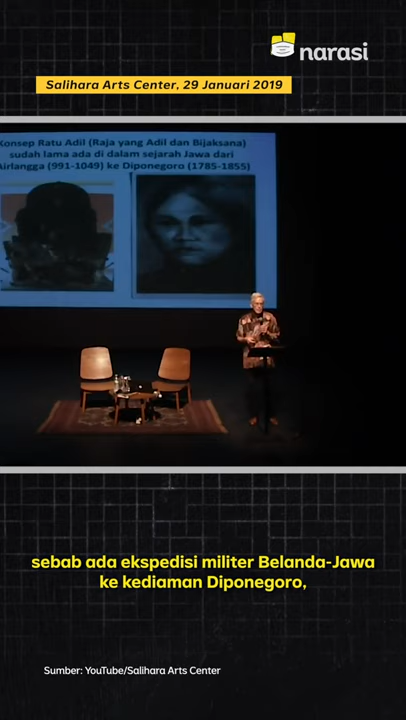 narasi
Salihara Arts Center, 29 Januari 2019
Konsep Ratu Adil (Raja yang Adil dan Bijaksana)
sudah lama ada di dalam sejarah Jawa dari
Airlangga (991-1049) ke Diponegoro (1785-1855)
sebab ada ekspedisi militer Belanda-Jawa
ke kediaman Diponegoro,
Sumber: YouTube/Salihara Arts Center